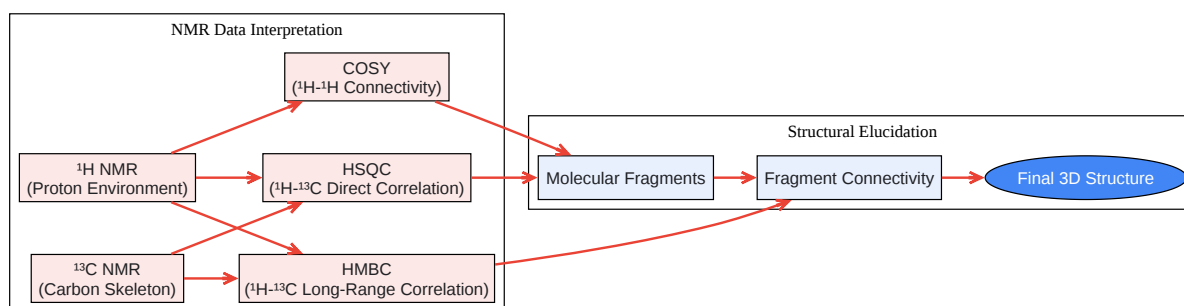 NMR Data Interpretation
COSY
(¹H-¹H Connectivity)
Structural Elucidation
¹H NMR
(Proton Environment)
HSQC
(¹H-¹³C Direct Correlation)
Molecular Fragments
Fragment Connectivity
Final 3D Structure
¹³C NMR
(Carbon Skeleton)
HMBC
(¹H-¹³C Long-Range Correlation)